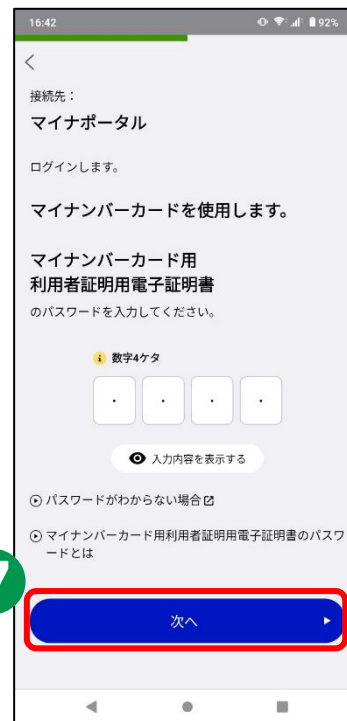 16:42
92%
接続先：
マイナポータル
ログインします。
マイナンバーカードを使用します。
マイナンバーカード用
利用者証明用電子証明書
のパスワードを入力してください。
数字4ケタ
入力内容を表示する
パスワードがわからない場合
マイナンバーカード用利用者証明用電子証明書のパスワ
ードとは
次へ